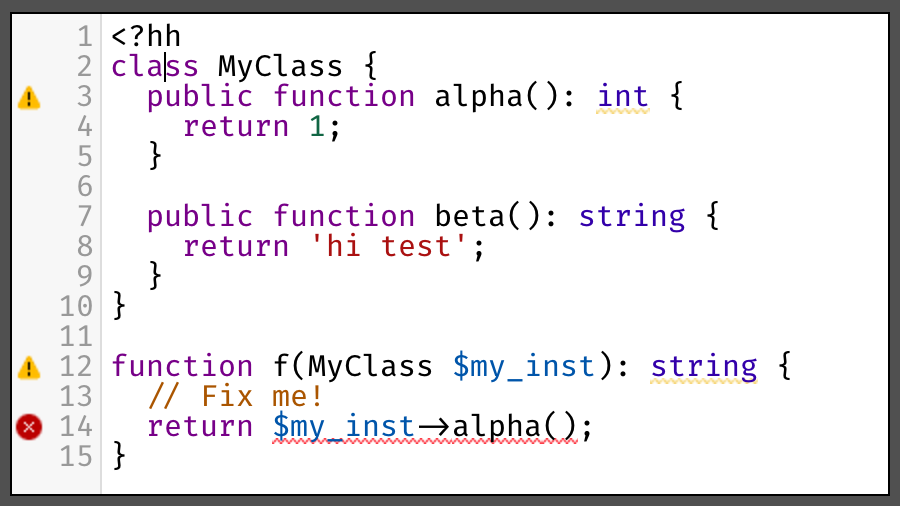 1 <?hh
2 class MyClass {
3   public function alpha(): int {
4     return 1;
5   }
6
7   public function beta(): string {
8     return 'hi test';
9   }
10 }
11
12 function f(MyClass $my_inst): string {
13   // Fix me!
14   return $my_inst->alpha();
15 }